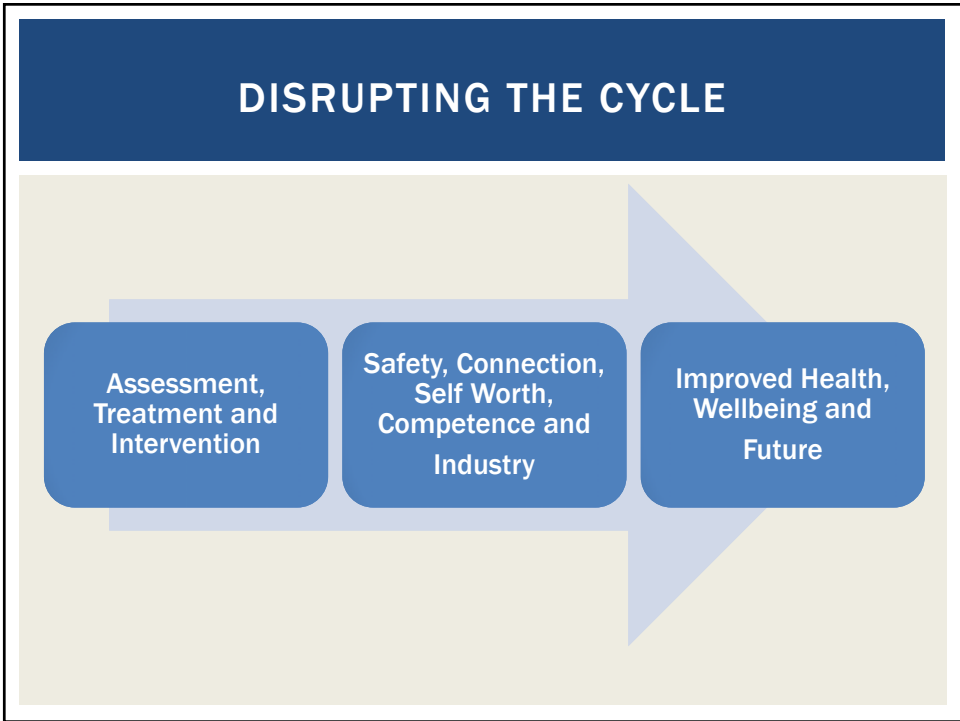 DISRUPTING THE CYCLE
Assessment,
Treatment and
Intervention
Safety, Connection,
Self Worth,
Competence and
Industry
Improved Health,
Wellbeing and
Future